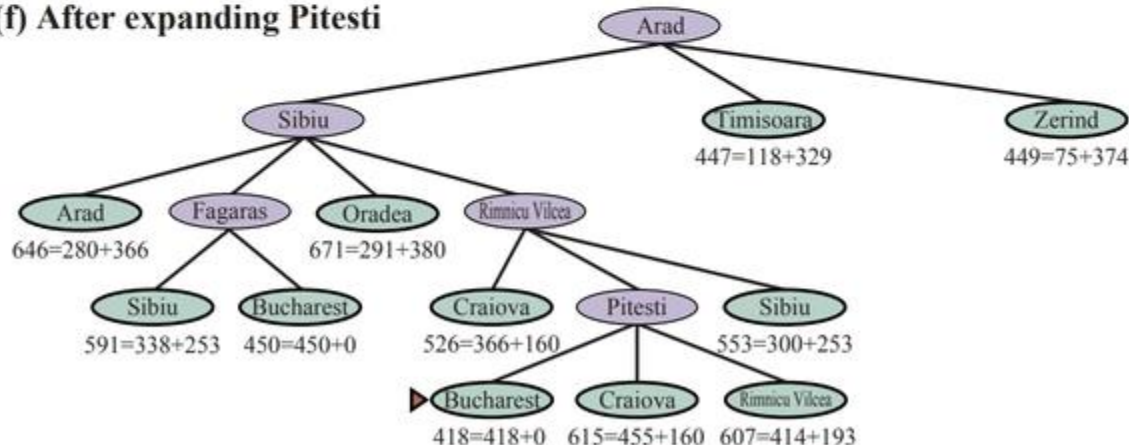 (f) After expanding Pitesti
Arad
Sibiu
Timisoara
Zerind
447=118+329
449=75+374
Arad
Fagaras
Oradea
Rimnicu Vilcea
646=280+366
671=291+380
Sibiu
Bucharest
Craiova
Pitesti
Sibiu
591=338+253
450=450+0
526=366+160
553=300+253
Bucharest
Craiova
Rimnicu Vilcea
418=418+0
615=455+160
607=414+193